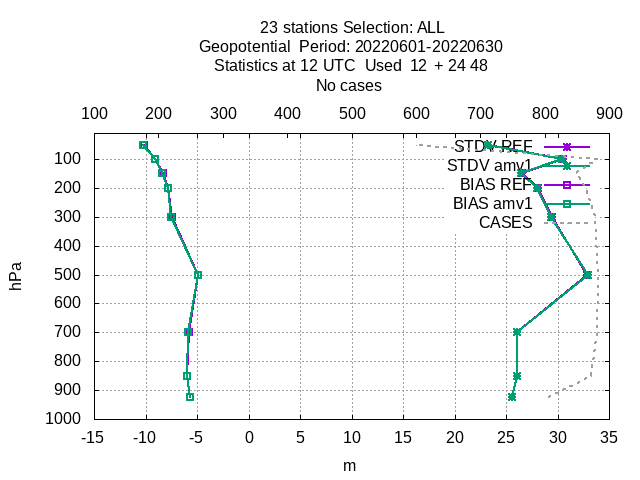 23 stations Selection: ALL
Geopotential  Period: 20220601-20220630
Statistics at 12 UTC  Used  12  + 24 48
No cases
100 200 300 400 500 600 700 800 900
STDV REF
STDV amv1
BIAS REF
BIAS amv1
CASES
hPa
100
200
300
400
500
600
700
800
900
1000
-15 -10 -5 0 5 10 15 20 25 30 35
m